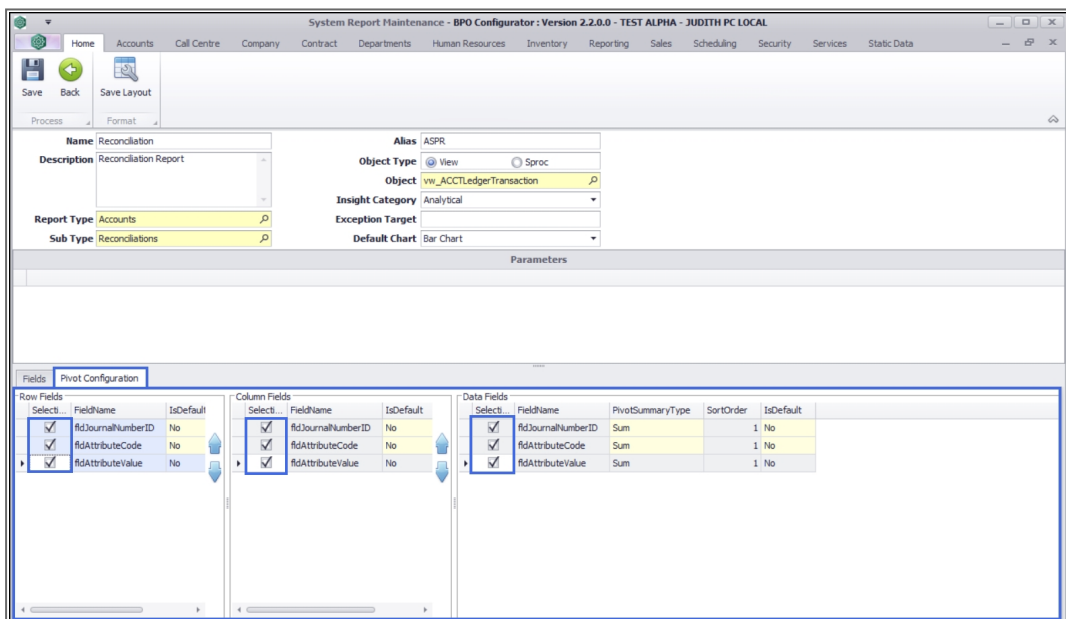 System Report Maintenance - BPO Configurator : Version 2.2.0.0 - TEST ALPHA - JUDITH PC LOCAL
Home Accounts Call Centre Company Contract Departments Human Resources Inventory Reporting Sales Scheduling Security Services Static Data
Save Back Save Layout
Process Format
Name Reconciliation Alias ASPR
Description Reconciliation Report Object Type View Sproc
Object vw_ACCTLedgerTransaction
Insight Category Analytical
Report Type Accounts Exception Target
Sub Type Reconciliations Default Chart Bar Chart
Parameters
Fields Pivot Configuration
Row Fields Column Fields Data Fields
Selecti... FieldName IsDefault Selecti... FieldName IsDefault Selecti... FieldName PivotSummaryType SortOrder IsDefault
fldJournalNumberID No fldJournalNumberID No fldJournalNumberID Sum 1 No
fldAttributeCode No fldAttributeCode No fldAttributeCode Sum 1 No
fldAttributeValue No fldAttributeValue No fldAttributeValue Sum 1 No